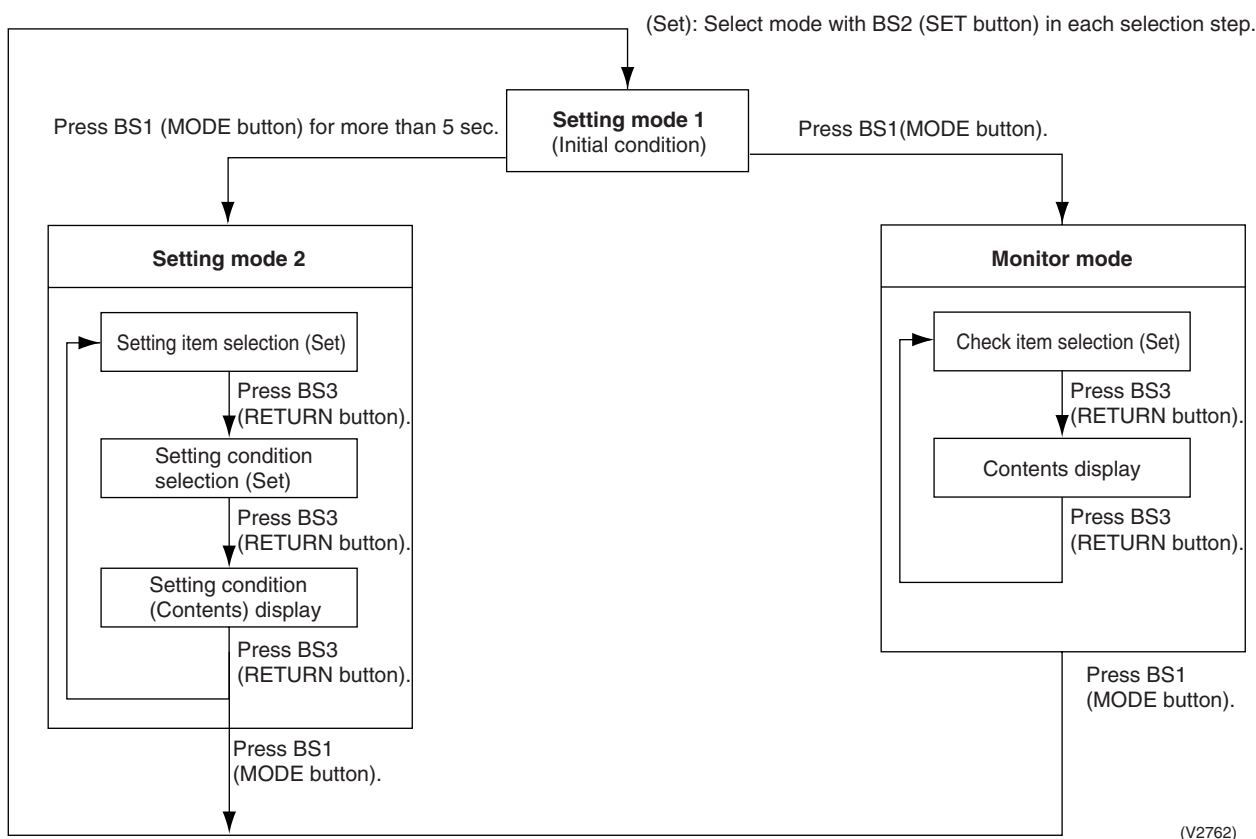 (Set): Select mode with BS2 (SET button) in each selection step.
Setting mode 1
(Initial condition)
Press BS1 (MODE button) for more than 5 sec.
Press BS1(MODE button).
Setting mode 2
Setting item selection (Set)
Press BS3
(RETURN button).
Setting condition
selection (Set)
Press BS3
(RETURN button).
Setting condition
(Contents) display
Press BS3
(RETURN button).
Press BS1
(MODE button).
Monitor mode
Check item selection (Set)
Press BS3
(RETURN button).
Contents display
Press BS3
(RETURN button).
Press BS1
(MODE button).
(V2762)